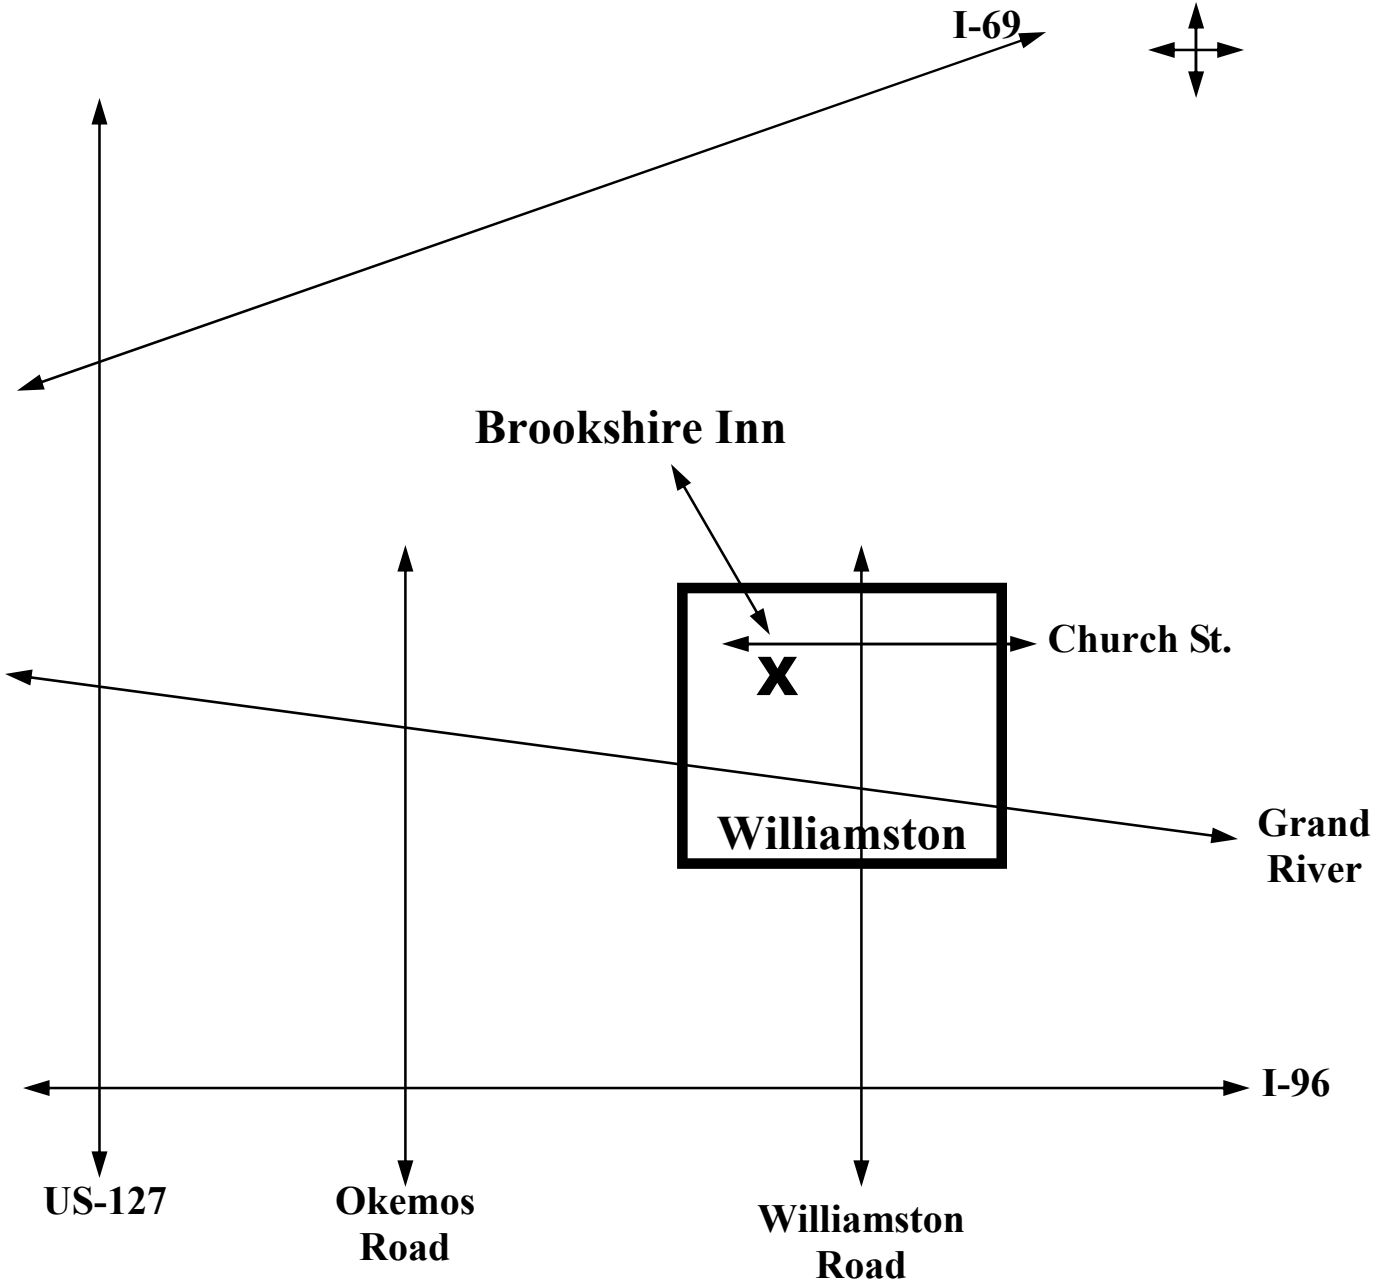 I-69
Brookshire Inn
Church St.
X
Williamston
Grand
River
I-96
US-127
Okemos
Road
Williamston
Road